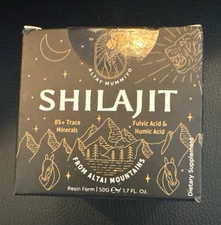 ALTAY MUMMIYO
SHILAJIT
85+ Trace
Minerals
Fulvic Acid &
Humic Acid
FROM ALTAI MOUNTAINS
Resin Form | 50G ℮ 1.7 FL. Oz.
Dietary Supplement